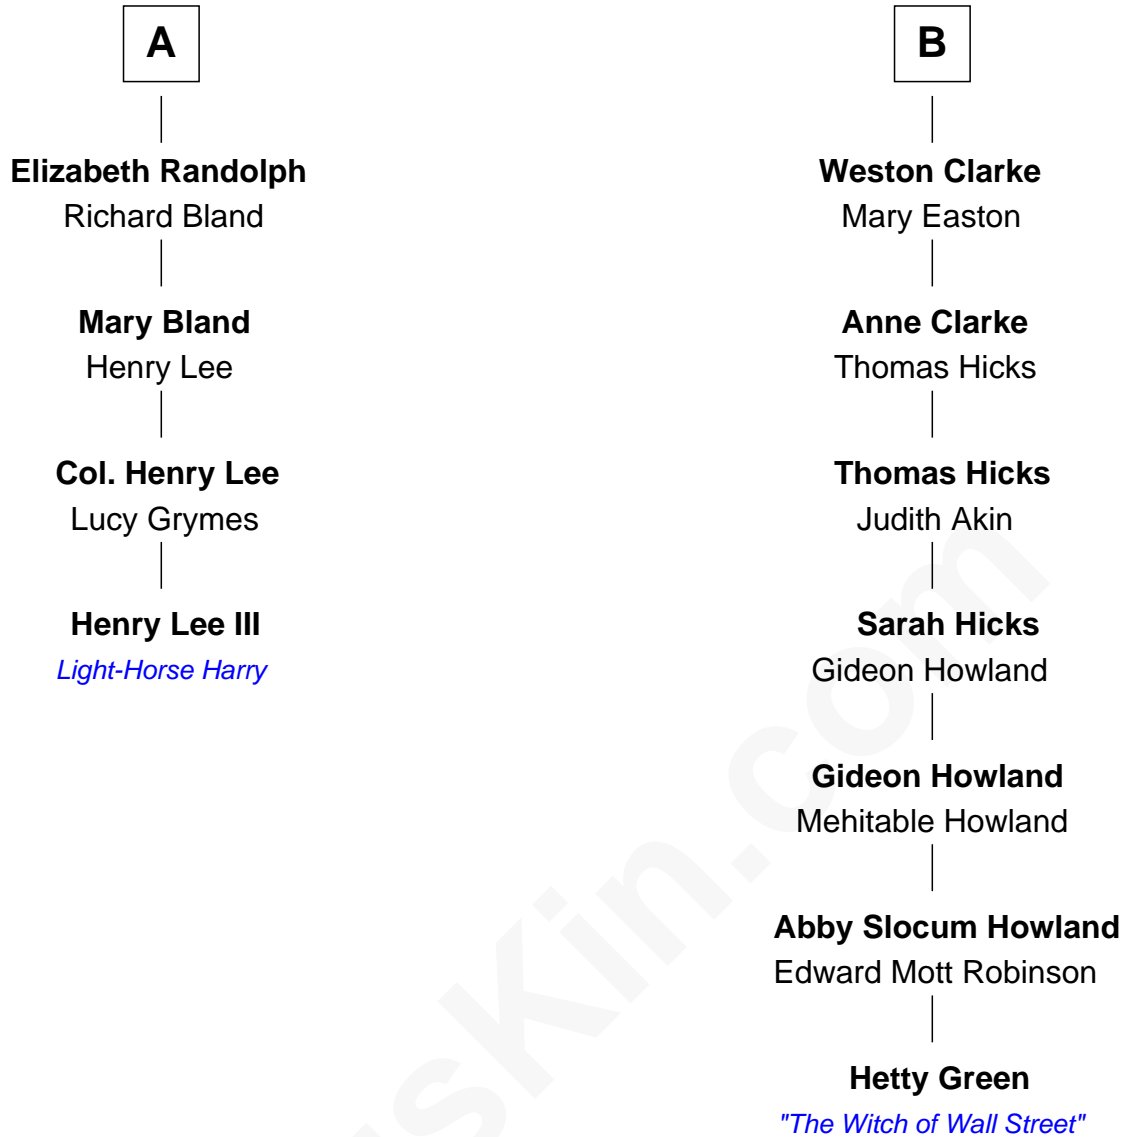 A
Elizabeth Randolph
Richard Bland
Mary Bland
Henry Lee
Col. Henry Lee
Lucy Grymes
Henry Lee III
Light-Horse Harry
B
Weston Clarke
Mary Easton
Anne Clarke
Thomas Hicks
Thomas Hicks
Judith Akin
Sarah Hicks
Gideon Howland
Gideon Howland
Mehitable Howland
Abby Slocum Howland
Edward Mott Robinson
Hetty Green
"The Witch of Wall Street"